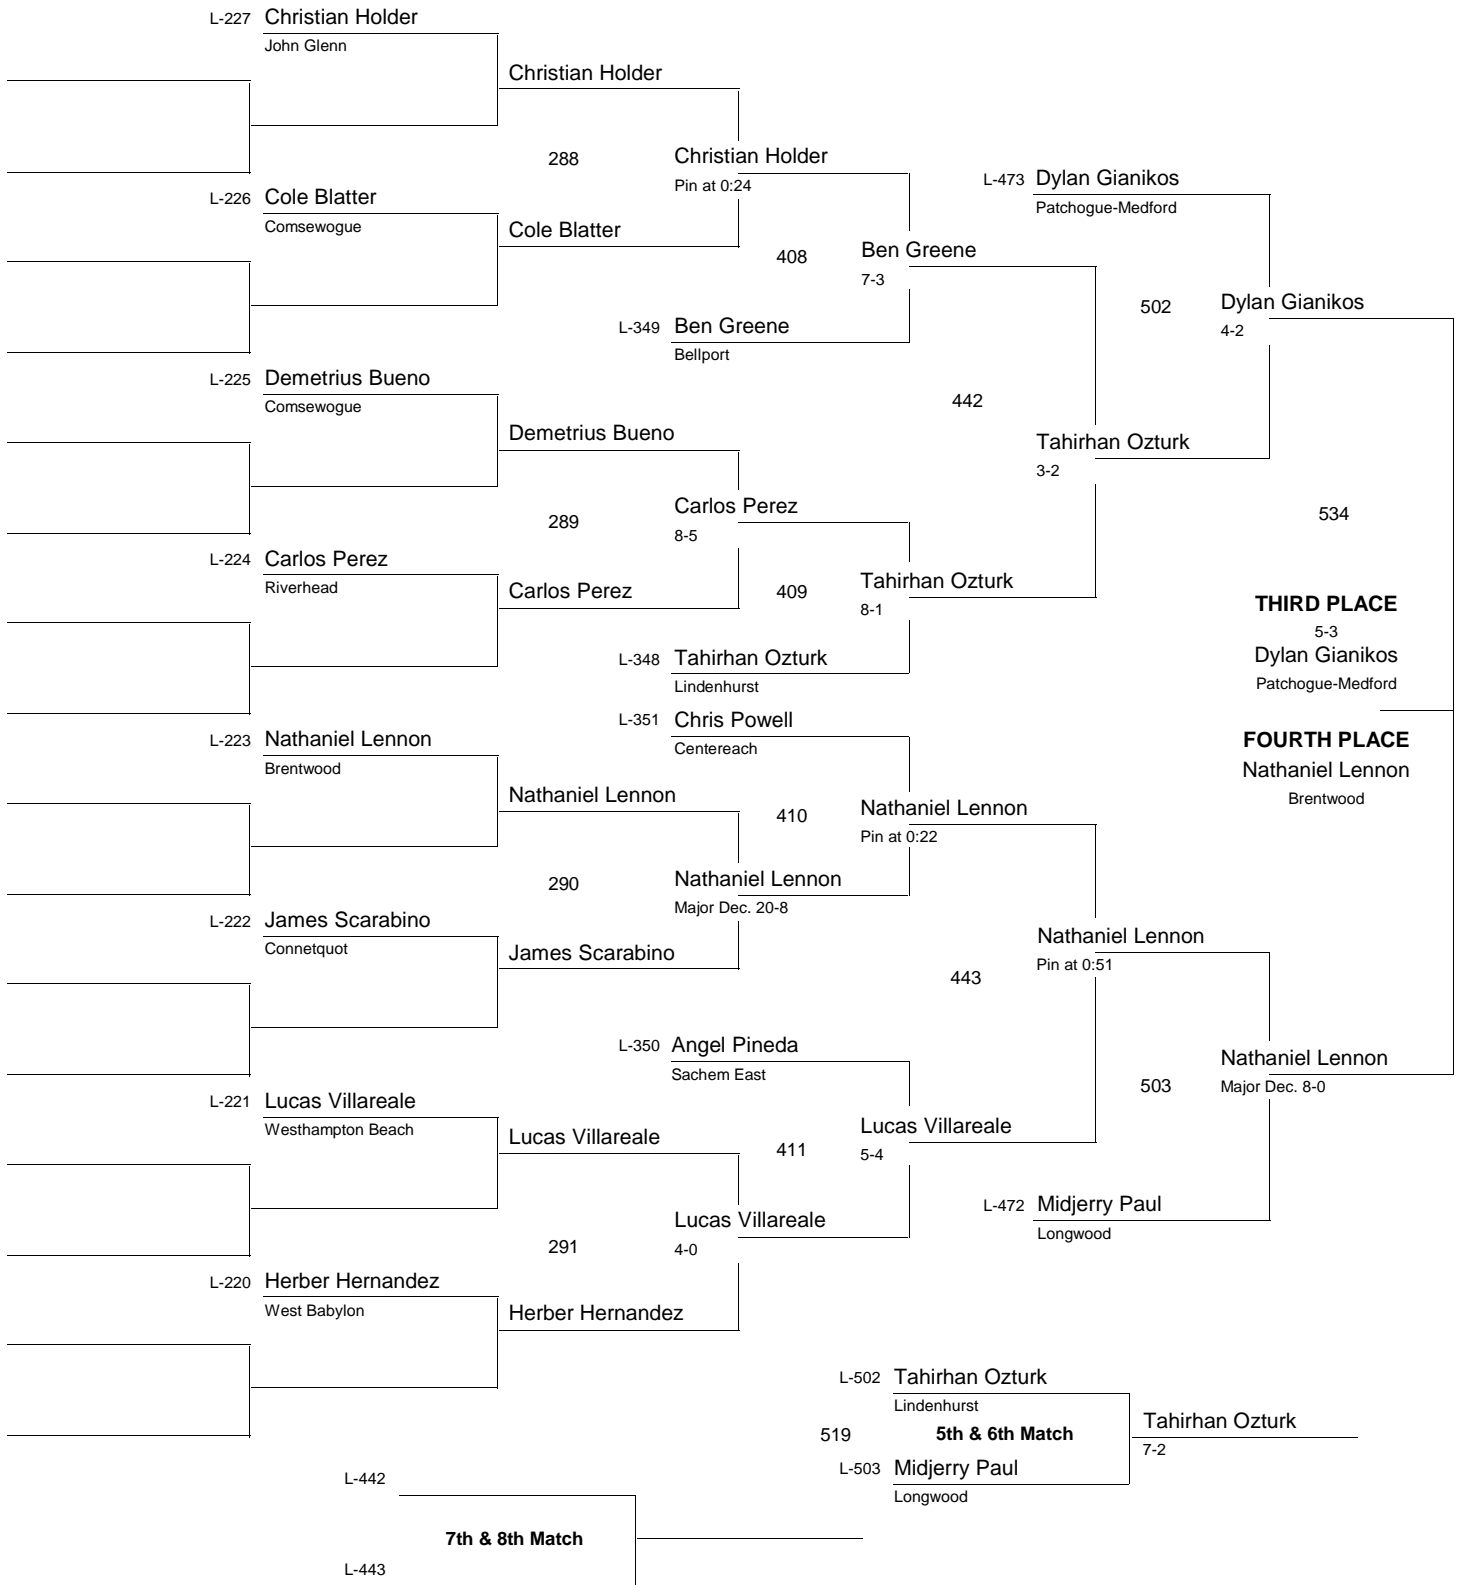 L-227 Christian Holder
John Glenn
Christian Holder
288
Christian Holder
Pin at 0:24
L-226 Cole Blatter
Comsewogue
Cole Blatter
408
Ben Greene
7-3
L-349 Ben Greene
Bellport
L-473 Dylan Gianikos
Patchogue-Medford
502
Dylan Gianikos
4-2
L-225 Demetrius Bueno
Comsewogue
Demetrius Bueno
442
Tahirhan Ozturk
3-2
289
Carlos Perez
8-5
L-224 Carlos Perez
Riverhead
Carlos Perez
409
Tahirhan Ozturk
8-1
L-348 Tahirhan Ozturk
Lindenhurst
534
THIRD PLACE
5-3
Dylan Gianikos
Patchogue-Medford
FOURTH PLACE
Nathaniel Lennon
Brentwood
L-351 Chris Powell
Centereach
L-223 Nathaniel Lennon
Brentwood
Nathaniel Lennon
410
Nathaniel Lennon
Pin at 0:22
290
Nathaniel Lennon
Major Dec. 20-8
L-222 James Scarabino
Connetquot
James Scarabino
443
Nathaniel Lennon
Pin at 0:51
L-350 Angel Pineda
Sachem East
503
Nathaniel Lennon
Major Dec. 8-0
L-221 Lucas Villareale
Westhampton Beach
Lucas Villareale
411
Lucas Villareale
5-4
L-472 Midjerry Paul
Longwood
291
Lucas Villareale
4-0
L-220 Herber Hernandez
West Babylon
Herber Hernandez
L-502 Tahirhan Ozturk
Lindenhurst
519
5th & 6th Match
Tahirhan Ozturk
7-2
L-503 Midjerry Paul
Longwood
L-442
7th & 8th Match
L-443